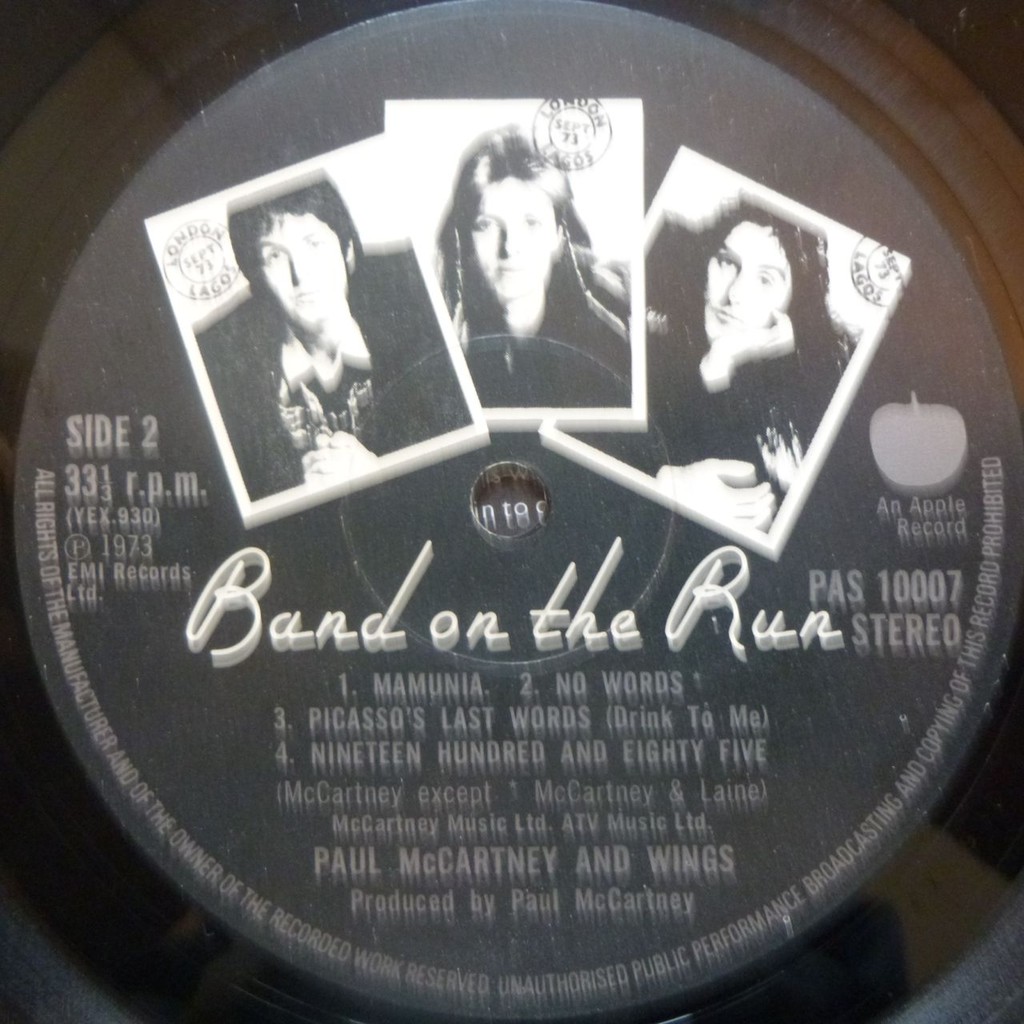 LONDON
SEPT
73
LAGOS
LONDON
SEPT
73
LAGOS
LONDON
SEPT
73
LAGOS
SIDE 2
33⅓ r.p.m.
(YEX.930)
Ⓟ 1973
EMI Records
Ltd.
An Apple
Record
PAS 10007
STEREO
Band on the Run
1. MAMUNIA. 2. NO WORDS *
3. PICASSO'S LAST WORDS (Drink To Me)
4. NINETEEN HUNDRED AND EIGHTY FIVE
(McCartney except * McCartney & Laine)
McCartney Music Ltd. ATV Music Ltd.
PAUL McCARTNEY AND WINGS
Produced by Paul McCartney
ALL RIGHTS OF THE MANUFACTURER AND OF THE OWNER OF THE RECORDED WORK RESERVED UNAUTHORISED PUBLIC PERFORMANCE BROADCASTING AND COPYING OF THIS RECORD PROHIBITED